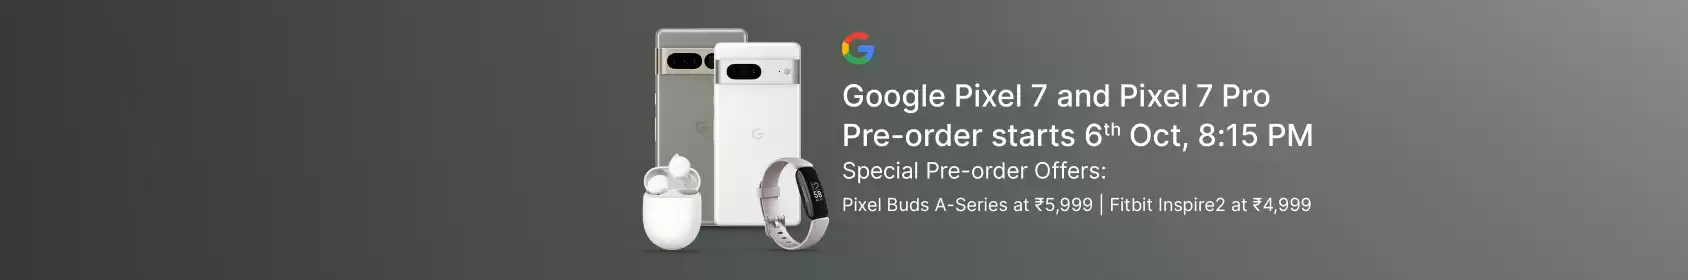 Google Pixel 7 and Pixel 7 Pro
Pre-order starts 6th Oct, 8:15 PM
Special Pre-order Offers:
Pixel Buds A-Series at ₹5,999 | Fitbit Inspire2 at ₹4,999